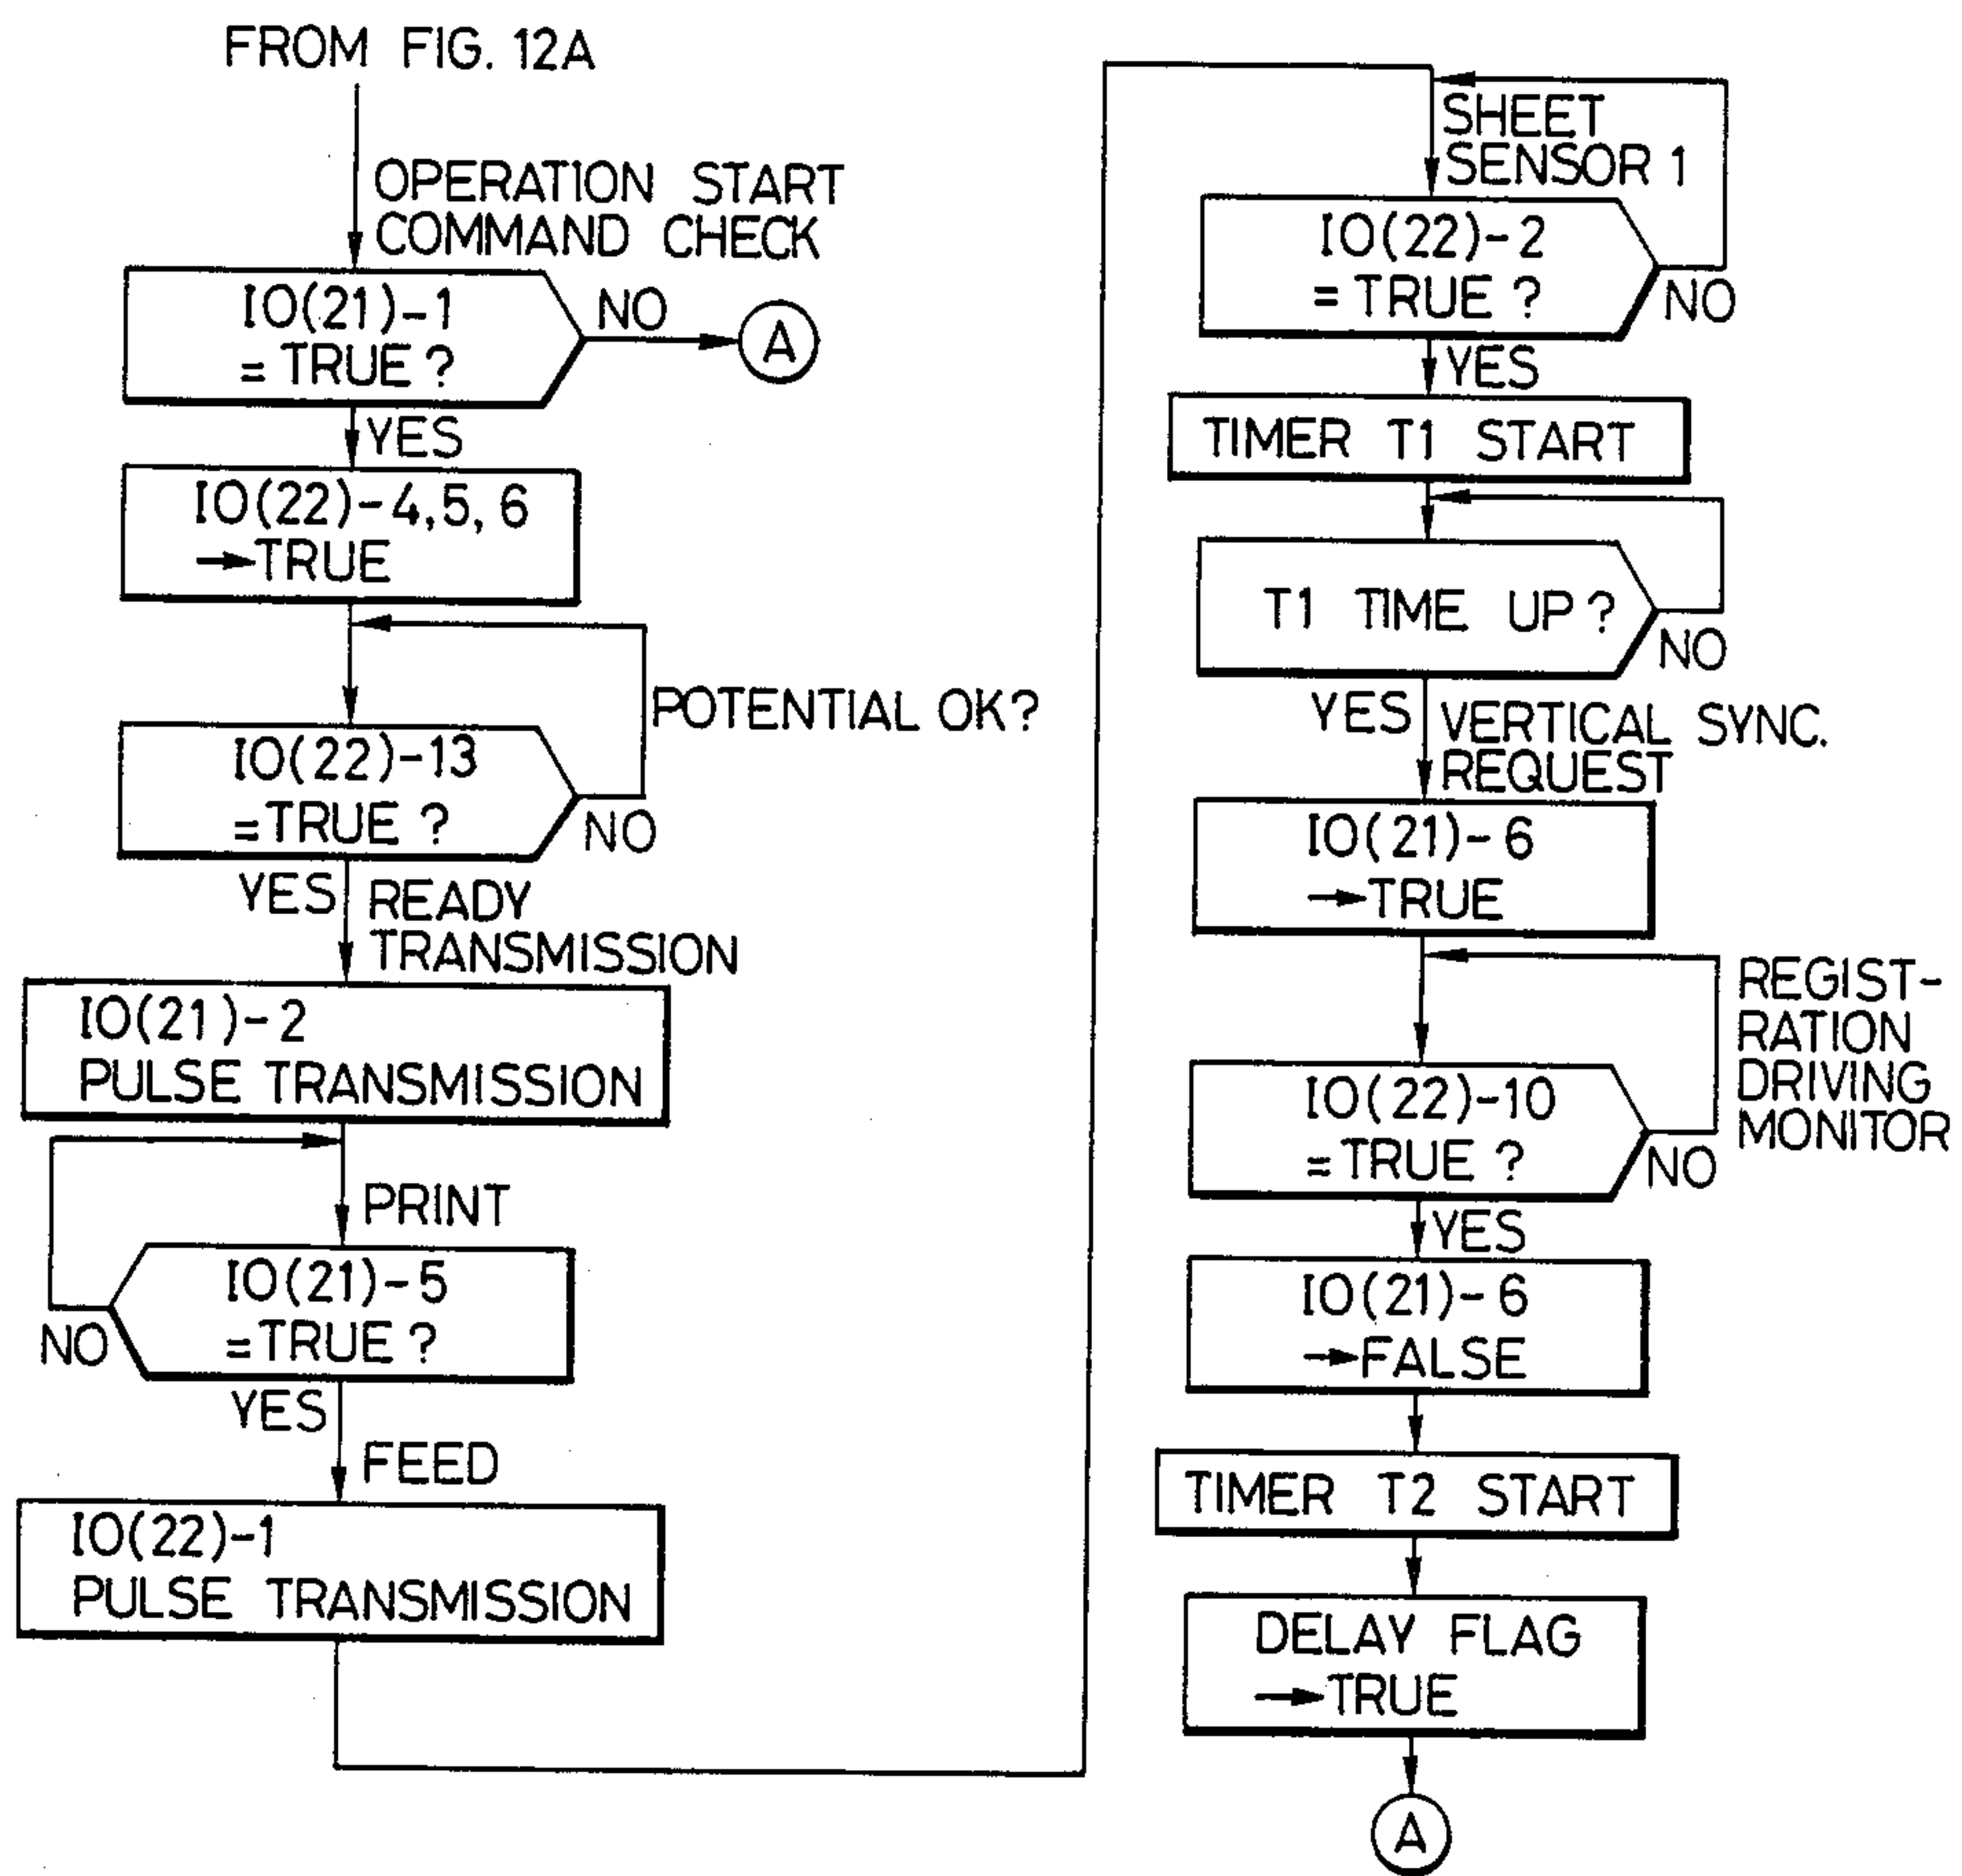 FROM FIG. 12A
OPERATION START
COMMAND CHECK
IO(21)-1
= TRUE ?
NO
A
YES
IO(22)-4,5,6
→TRUE
POTENTIAL OK?
IO(22)-13
=TRUE ?
NO
YES
READY
TRANSMISSION
IO(21)-2
PULSE TRANSMISSION
PRINT
IO(21)-5
=TRUE ?
NO
YES
FEED
IO(22)-1
PULSE TRANSMISSION
SHEET
SENSOR 1
IO(22)-2
= TRUE ?
NO
YES
TIMER T1 START
T1 TIME UP ?
NO
YES
VERTICAL SYNC.
REQUEST
IO(21)-6
→TRUE
REGIST-
RATION
DRIVING
MONITOR
IO(22)-10
=TRUE ?
NO
YES
IO(21)-6
→FALSE
TIMER T2 START
DELAY FLAG
→TRUE
A